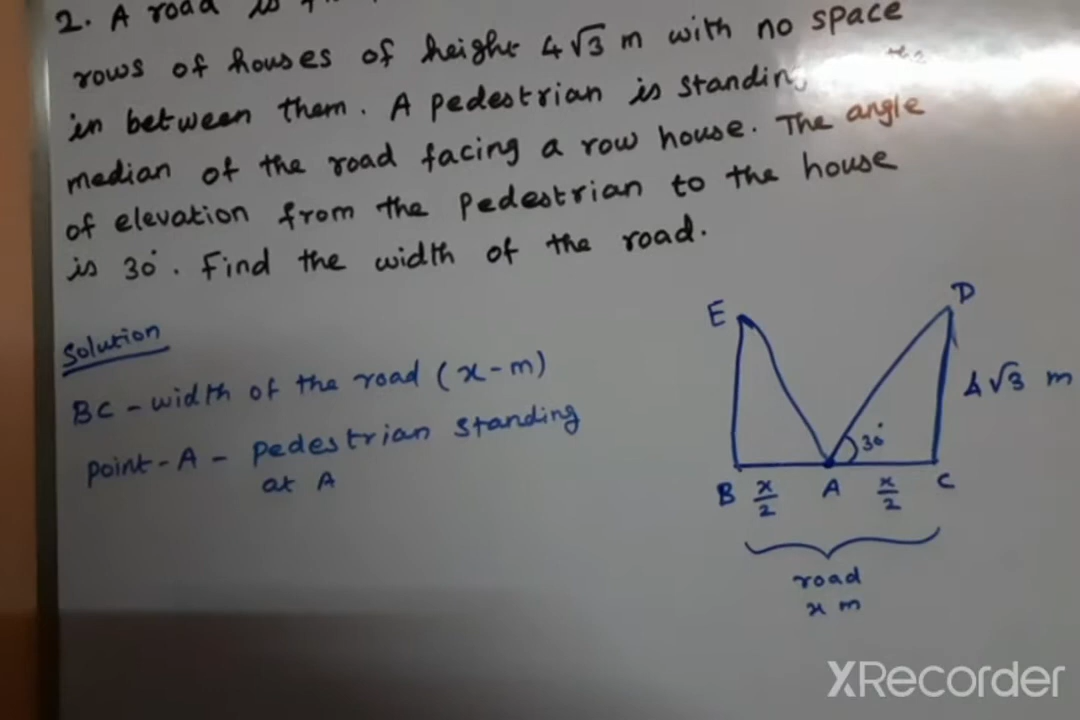 2. A road is
rows of houses of height 4√3 m with no space
in between them. A pedestrian is standing the
median of the road facing a row house. The angle
of elevation from the pedestrian to the house
is 30°. Find the width of the road.
Solution
BC - width of the road (x - m)
Point - A - Pedestrian standing
at A
E
D
4√3 m
30°
B x/2 A x/2 C
road
x m
XRecorder